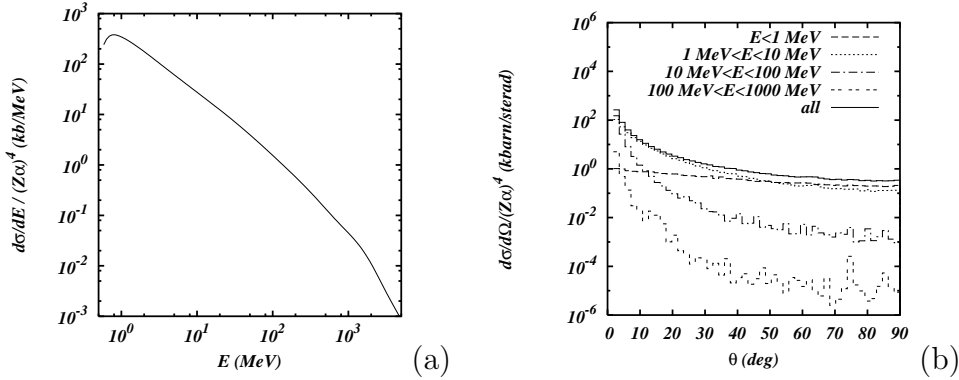 dσ/dE / (Zα)^4 (kb/MeV)
10^3
10^2
10^1
10^0
10^-1
10^-2
10^-3
10^0 10^1 10^2 10^3
E (MeV)
(a)
dσ/dΩ/(Zα)^4 (kbarn/sterad)
10^6
10^4
10^2
10^0
10^-2
10^-4
10^-6
E<1 MeV
1 MeV<E<10 MeV
10 MeV<E<100 MeV
100 MeV<E<1000 MeV
all
0 10 20 30 40 50 60 70 80 90
θ (deg)
(b)